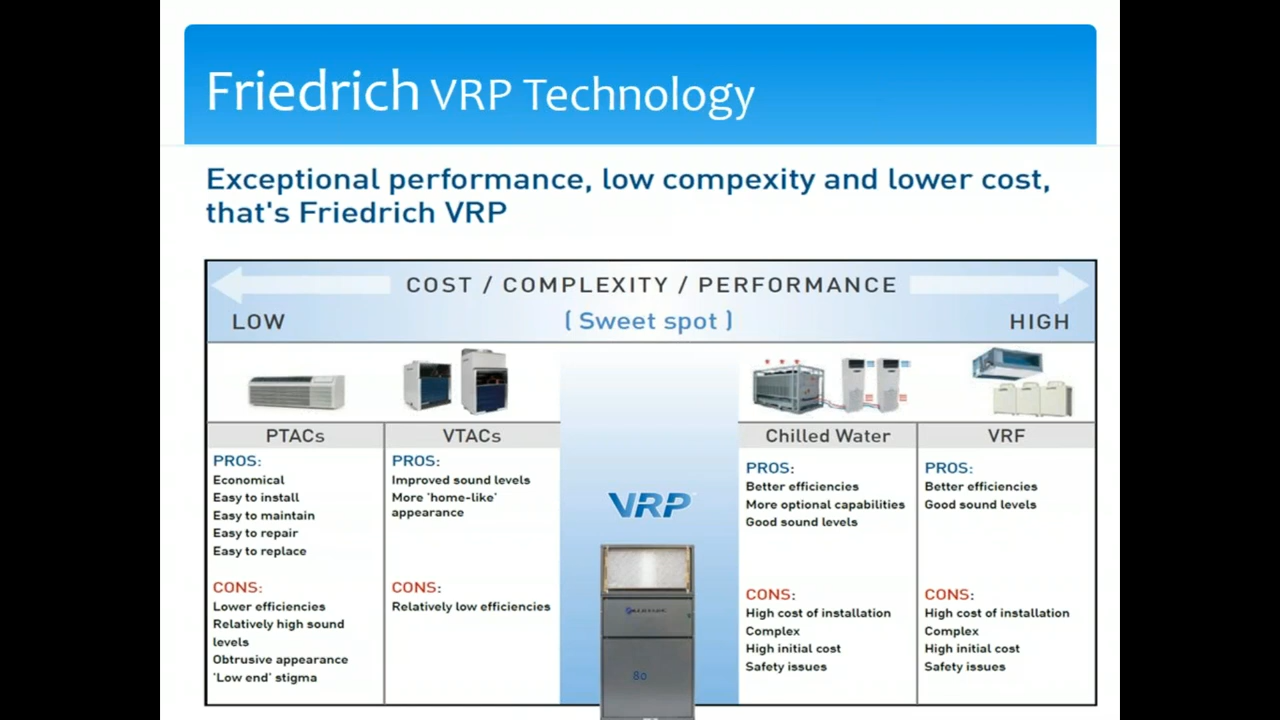 Friedrich VRP Technology
Exceptional performance, low compexity and lower cost,
that's Friedrich VRP
COST / COMPLEXITY / PERFORMANCE
LOW
( Sweet spot )
HIGH
PTACs
PROS:
Economical
Easy to install
Easy to maintain
Easy to repair
Easy to replace
CONS:
Lower efficiencies
Relatively high sound
levels
Obtrusive appearance
'Low end' stigma
VTACs
PROS:
Improved sound levels
More 'home-like'
appearance
CONS:
Relatively low efficiencies
VRP
80
Chilled Water
PROS:
Better efficiencies
More optional capabilities
Good sound levels
CONS:
High cost of installation
Complex
High initial cost
Safety issues
VRF
PROS:
Better efficiencies
Good sound levels
CONS:
High cost of installation
Complex
High initial cost
Safety issues